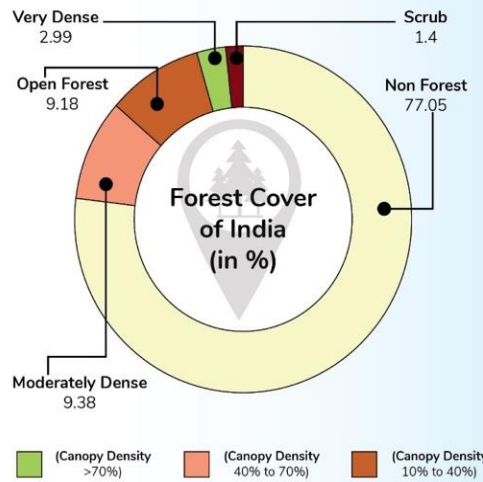 Very Dense
2.99
Scrub
1.4
Open Forest
9.18
Non Forest
77.05
Forest Cover
of India
(in %)
Moderately Dense
9.38
(Canopy Density
>70%)
(Canopy Density
40% to 70%)
(Canopy Density
10% to 40%)